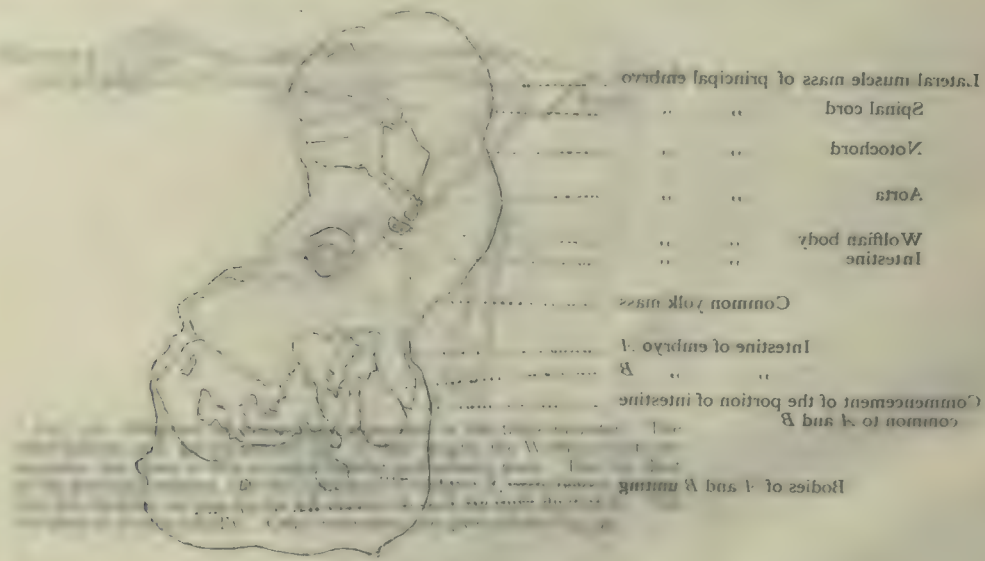 Lateral muscle mass of principal embryo
Spinal cord " "
Notochord " "
Aorta " "
Wolffian body " "
Intestine " "
Common yolk mass
Intestine of embryo A
" " B
Commencement of the portion of intestine
common to A and B
Bodies of A and B uniting